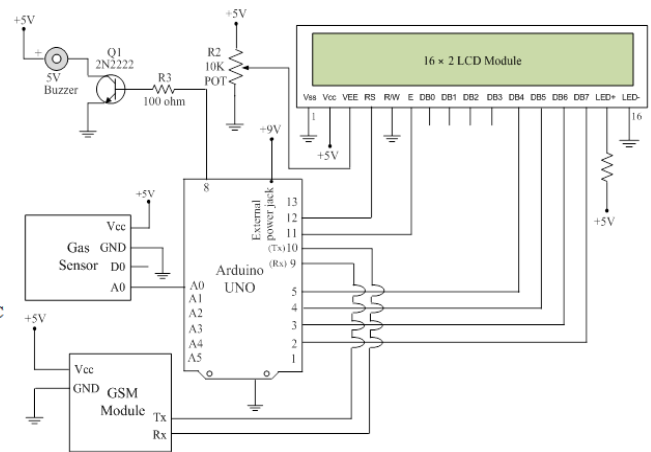 +5V
+
5V
Buzzer
Q1
2N2222
R3
100 ohm
+5V
R2
10K
POT
16 × 2 LCD Module
Vss Vcc VEE RS R/W E DB0 DB1 DB2 DB3 DB4 DB5 DB6 DB7 LED+ LED-
1
16
+5V
+5V
+9V
8
External
power jack
13
12
11
(Tx) 10
(Rx) 9
5
4
3
2
1
Arduino
UNO
A0
A1
A2
A3
A4
A5
+5V
Gas
Sensor
Vcc
GND
D0
A0
C
+5V
Vcc
GND
GSM
Module
Tx
Rx